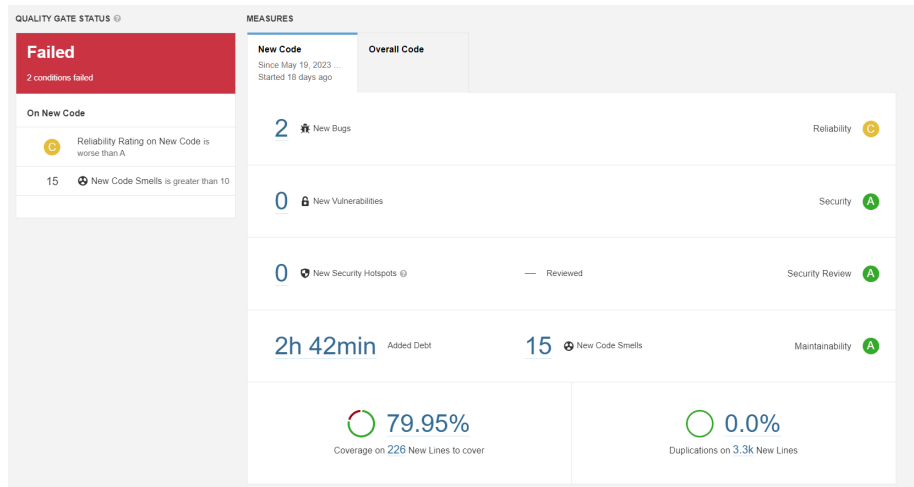 QUALITY GATE STATUS
MEASURES
Failed
2 conditions failed
On New Code
C
Reliability Rating on New Code is
worse than A
15 New Code Smells is greater than 10
New Code
Since May 19, 2023 ...
Started 18 days ago
Overall Code
2 New Bugs
Reliability C
0 New Vulnerabilities
Security A
0 New Security Hotspots ?
— Reviewed
Security Review A
2h 42min Added Debt
15 New Code Smells
Maintainability A
79.95%
Coverage on 226 New Lines to cover
0.0%
Duplications on 3.3k New Lines